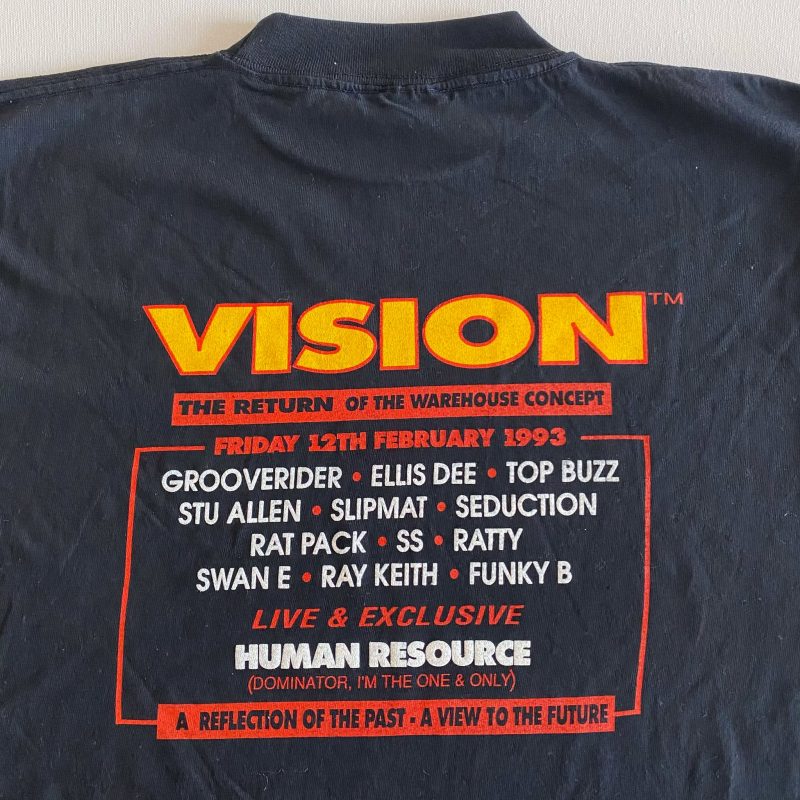 VISION™
THE RETURN OF THE WAREHOUSE CONCEPT
FRIDAY 12TH FEBRUARY 1993
GROOVERIDER • ELLIS DEE • TOP BUZZ
STU ALLEN • SLIPMAT • SEDUCTION
RAT PACK • SS • RATTY
SWAN E • RAY KEITH • FUNKY B
LIVE & EXCLUSIVE
HUMAN RESOURCE
(DOMINATOR, I'M THE ONE & ONLY)
A REFLECTION OF THE PAST - A VIEW TO THE FUTURE